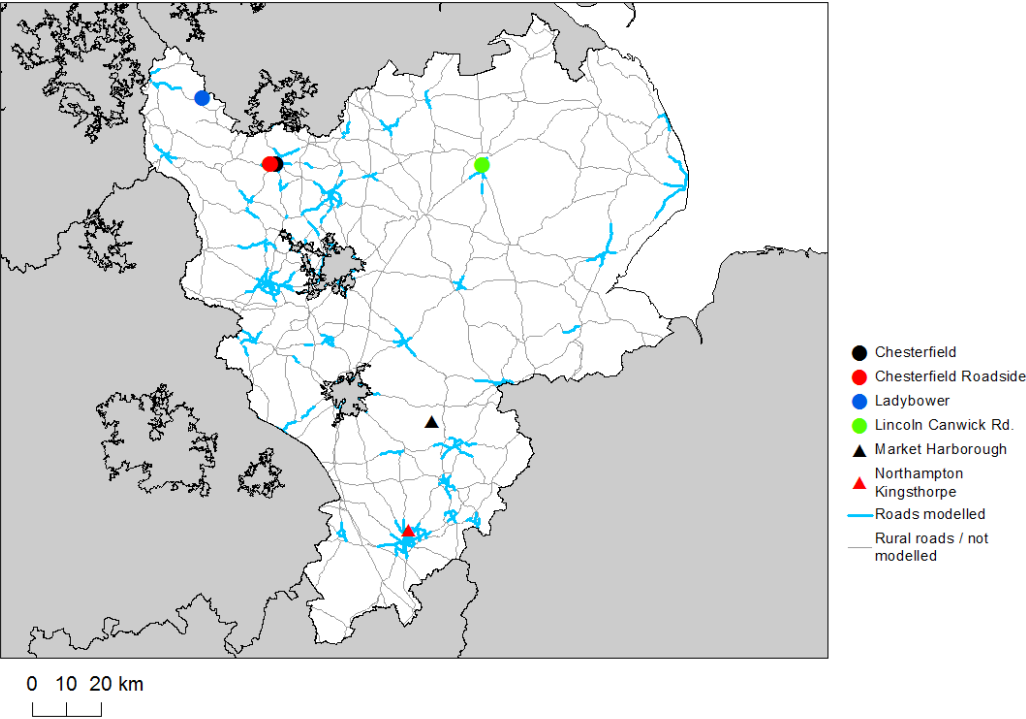 Chesterfield
Chesterfield Roadside
Ladybower
Lincoln Canwick Rd.
Market Harborough
Northampton
Kingsthorpe
Roads modelled
Rural roads / not
modelled
0 10 20 km